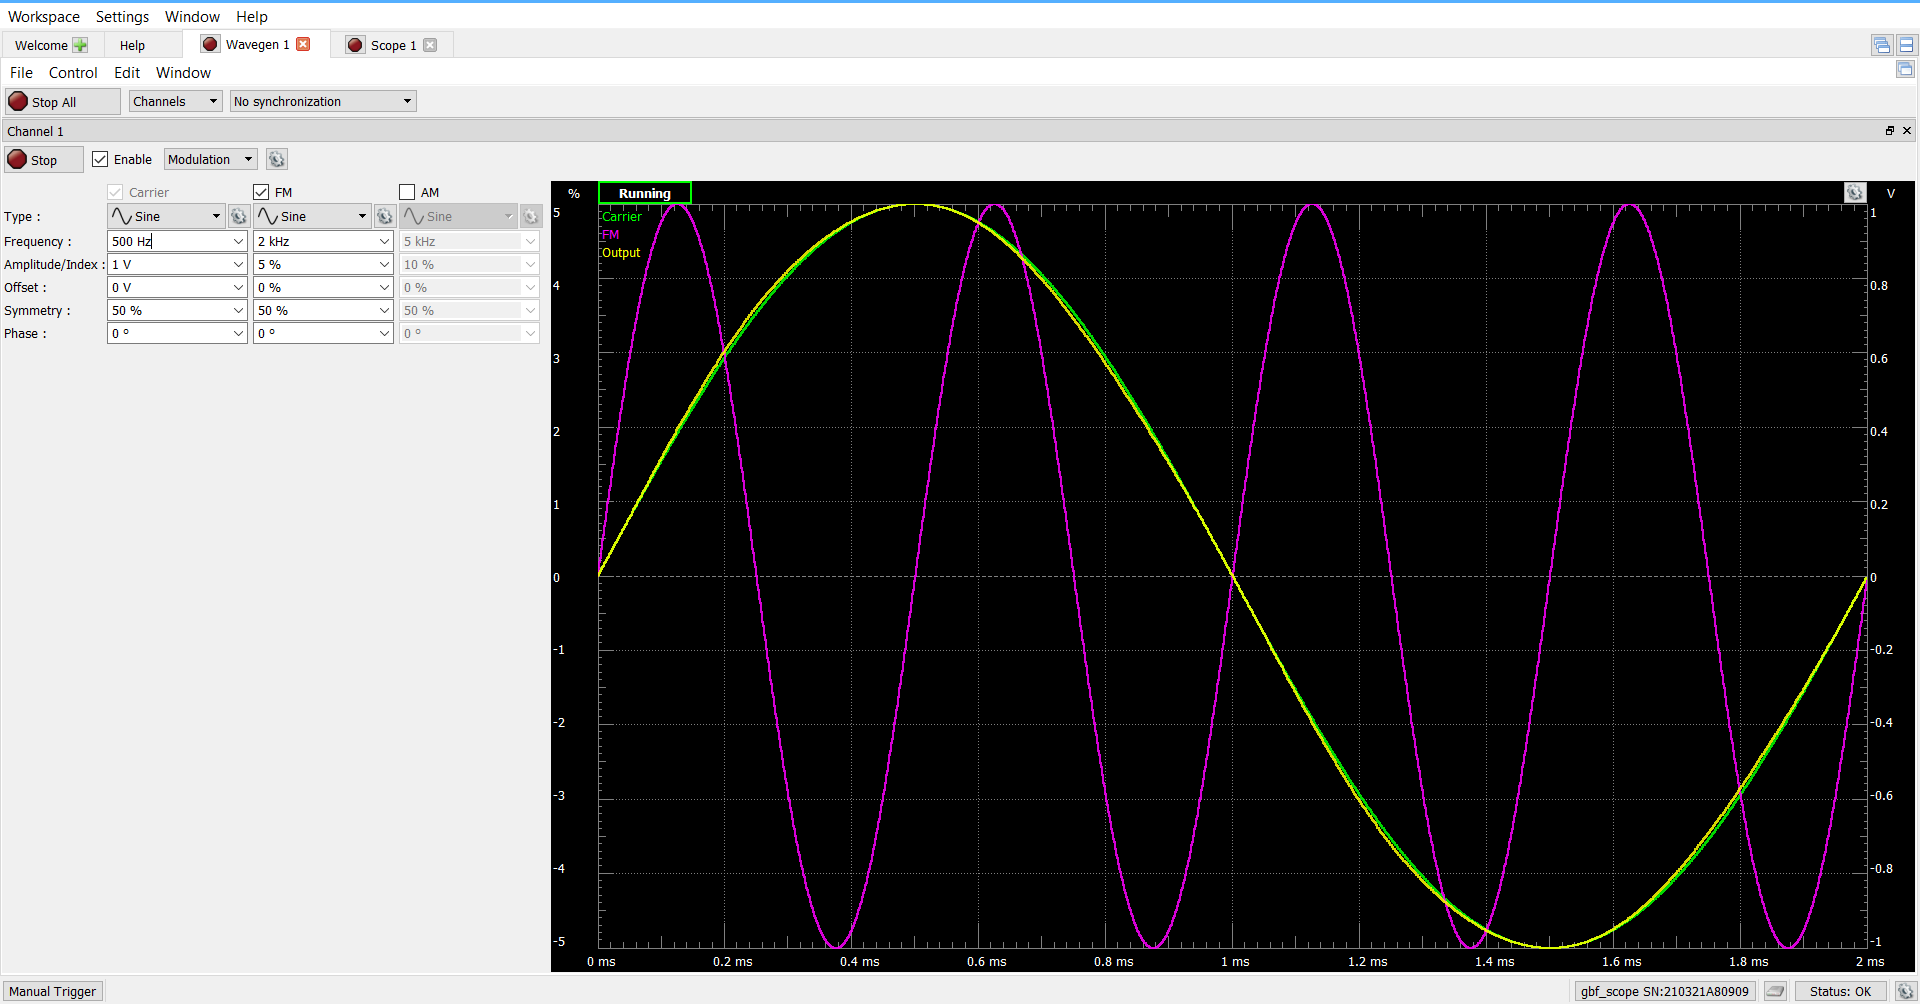 Workspace Settings Window Help
Welcome Help Wavegen 1 Scope 1
File Control Edit Window
Stop All Channels No synchronization
Channel 1
Stop Enable Modulation
Carrier FM AM
Type : Sine Sine Sine
Frequency : 500 Hz 2 kHz 5 kHz
Amplitude/Index : 1 V 5 % 10 %
Offset : 0 V 0 % 0 %
Symmetry : 50 % 50 % 50 %
Phase : 0 º 0 º 0 º
% Running V
Carrier
FM
Output
5 1
4 0.8
3 0.6
2 0.4
1 0.2
0 0
-1 -0.2
-2 -0.4
-3 -0.6
-4 -0.8
-5 -1
0 ms 0.2 ms 0.4 ms 0.6 ms 0.8 ms 1 ms 1.2 ms 1.4 ms 1.6 ms 1.8 ms 2 ms
Manual Trigger gbf_scope SN:210321A80909 Status: OK